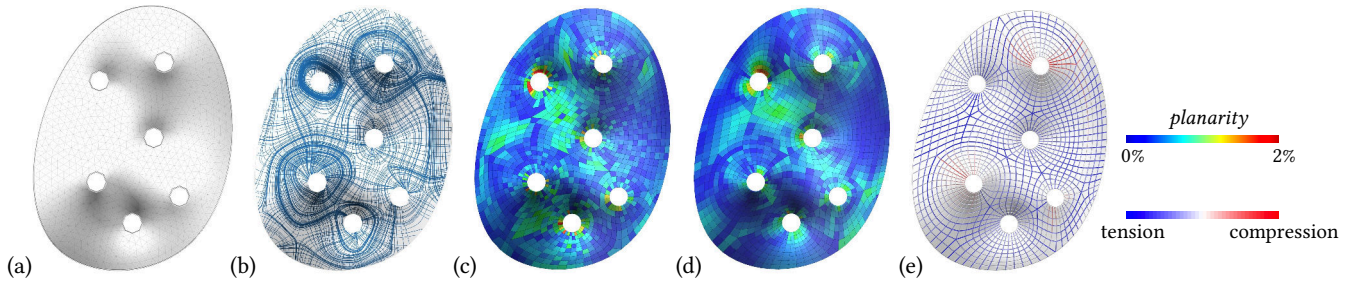 planarity
0% 2%
tension compression
(a) (b) (c) (d) (e)